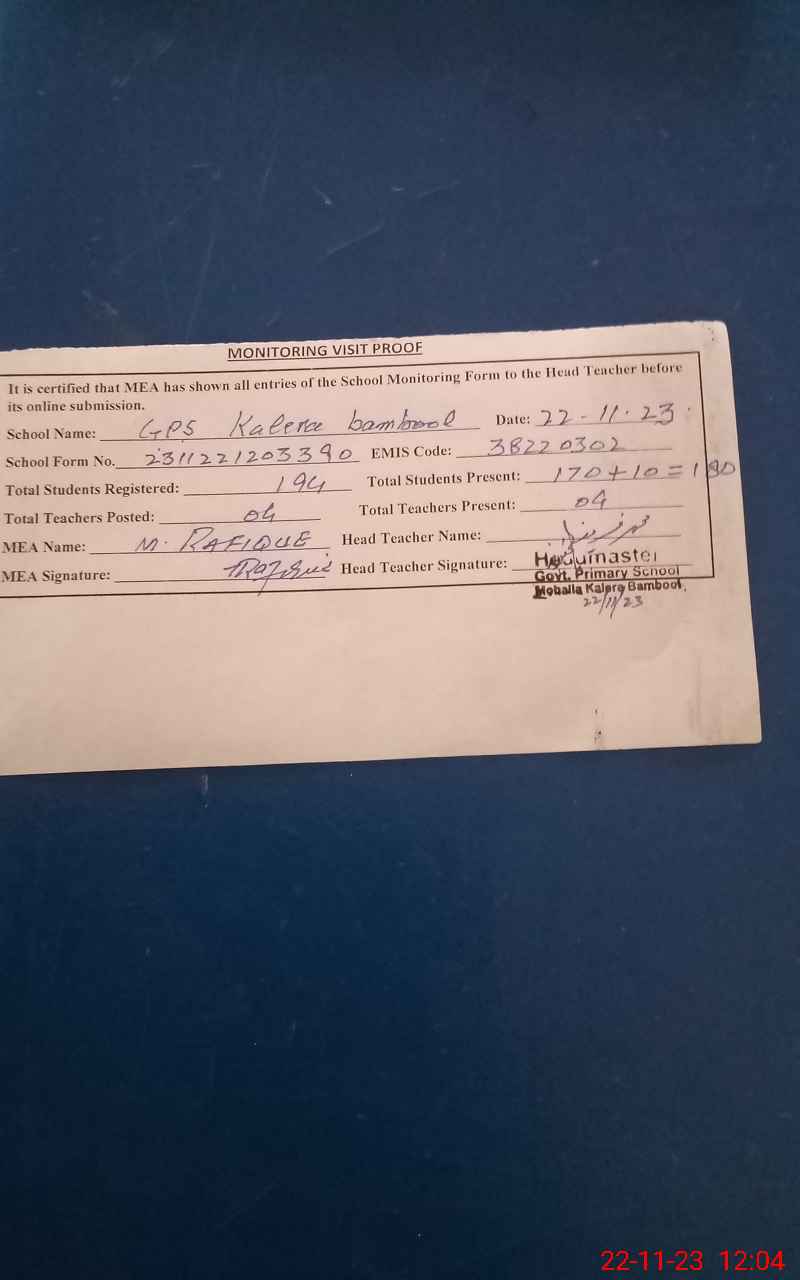 MONITORING VISIT PROOF
It is certified that MEA has shown all entries of the School Monitoring Form to the Head Teacher before
its online submission.
School Name: GPS Kalera bambool Date: 22-11-23
School Form No. 2311221203390 EMIS Code: 38220302
Total Students Registered: 194 Total Students Present: 170+10=180
Total Teachers Posted: 04 Total Teachers Present: 04
MEA Name: M. RAFIQUE Head Teacher Name:
MEA Signature: Head Teacher Signature:
Headmaster
Govt. Primary School
Mohalla Kalera Bambool,
22/11/23
22-11-23 12:04